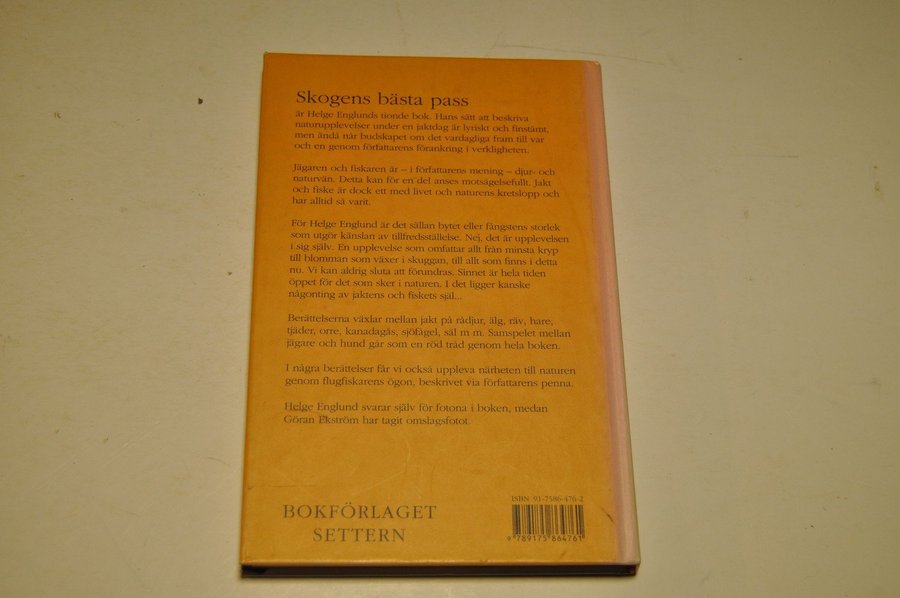 Skogens bästa pass
är Helge Englunds tionde bok. Hans sätt att beskriva
naturupplevelser under en jaktdag är lyriskt och finstämt,
men ändå når budskapet om det vardagliga fram till var
och en genom författarens förankring i verkligheten.
Jägaren och fiskaren är – i författarens mening – djur- och
naturvän. Detta kan för en del anses motsägelsefullt. Jakt
och fiske är dock ett med livet och naturens kretslopp och
har alltid så varit.
För Helge Englund är det sällan bytet eller fångstens storlek
som utgör känslan av tillfredsställelse. Nej, det är upplevelsen
i sig själv. En upplevelse som omfattar allt från minsta kryp
till blomman som växer i skuggan, till allt som finns i detta
nu. Vi kan aldrig sluta att förundras. Sinnet är hela tiden
öppet för det som sker i naturen. I det ligger kanske
någonting av jaktens och fiskets själ...
Berättelserna växlar mellan jakt på rådjur, älg, räv, hare,
tjäder, orre, kanadagås, sjöfågel, säl m m. Samspelet mellan
jägare och hund går som en röd tråd genom hela boken.
I några berättelser får vi också uppleva närheten till naturen
genom flugfiskarens ögon, beskrivet via författarens penna.
Helge Englund svarar själv för fotona i boken, medan
Göran Ekström har tagit omslagsfotot.
BOKFÖRLAGET
SETTERN
ISBN 91-7586-476-2
9 789175 864761